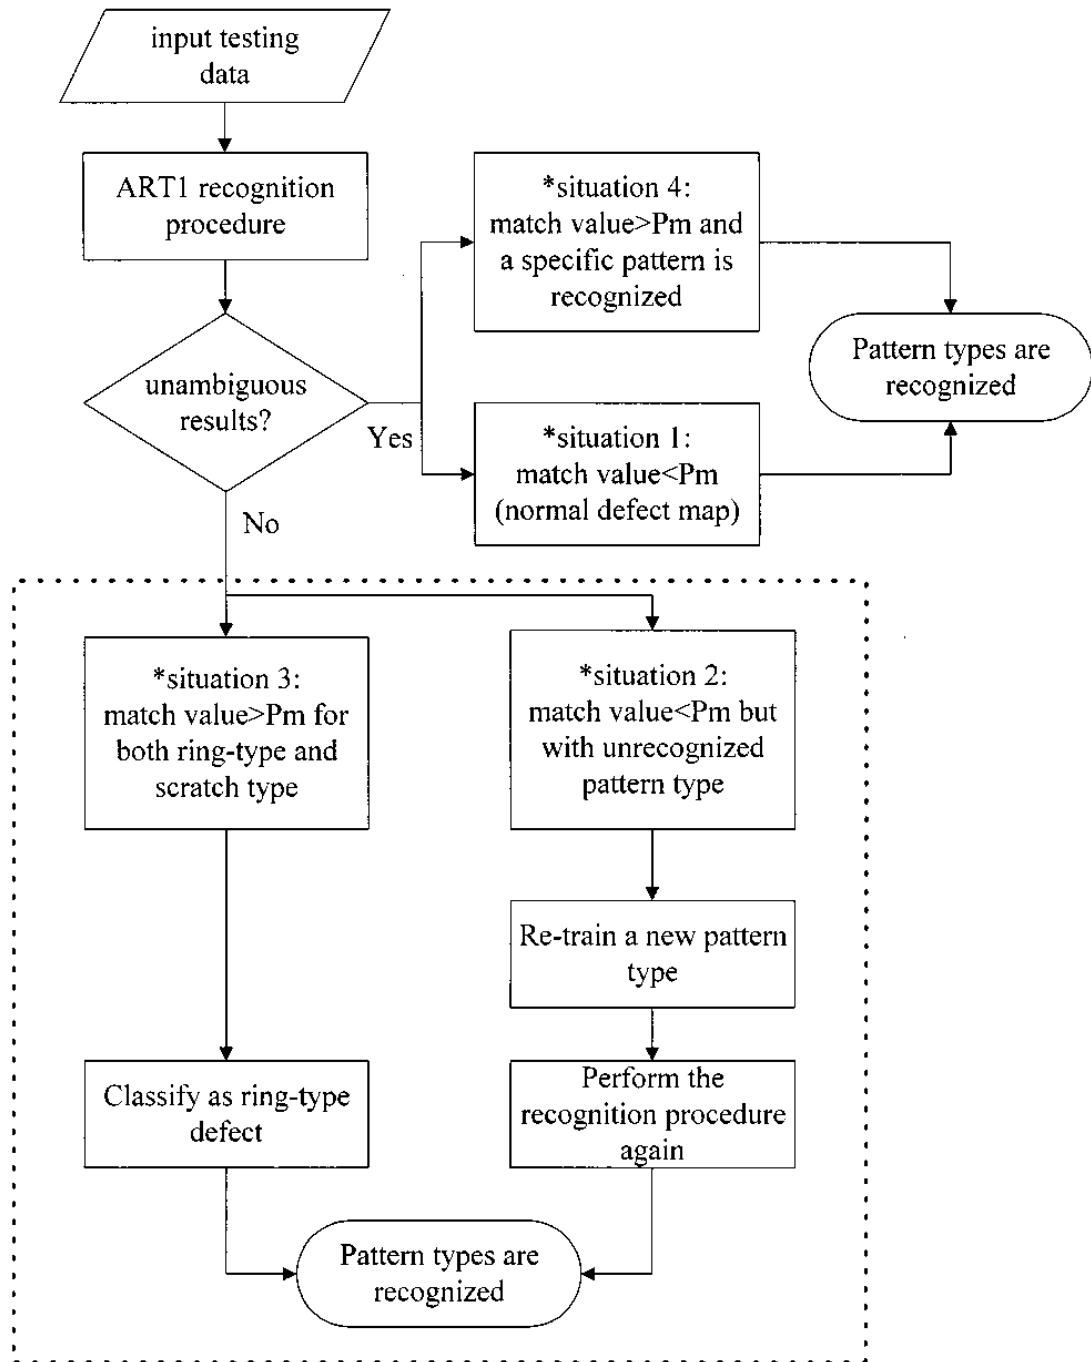 input testing
data
ART1 recognition
procedure
*situation 4:
match value>Pm and
a specific pattern is
recognized
Pattern types are
recognized
unambiguous
results?
Yes
*situation 1:
match value<Pm
(normal defect map)
No
*situation 3:
match value>Pm for
both ring-type and
scratch type
*situation 2:
match value<Pm but
with unrecognized
pattern type
Re-train a new pattern
type
Classify as ring-type
defect
Perform the
recognition procedure
again
Pattern types are
recognized